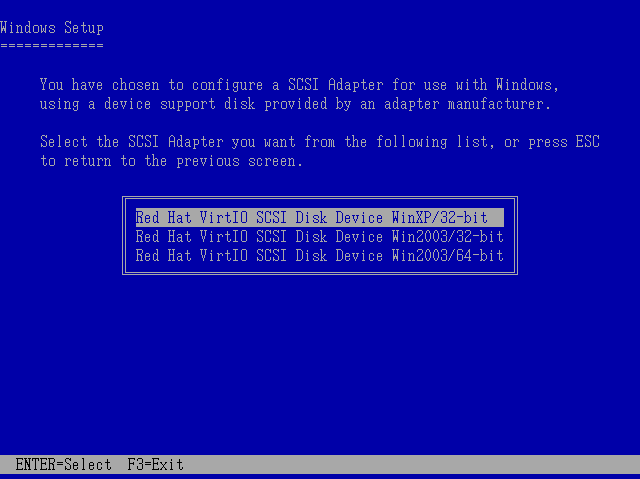 Windows Setup
=============
You have chosen to configure a SCSI Adapter for use with Windows,
using a device support disk provided by an adapter manufacturer.
Select the SCSI Adapter you want from the following list, or press ESC
to return to the previous screen.
Red Hat VirtIO SCSI Disk Device WinXP/32-bit
Red Hat VirtIO SCSI Disk Device Win2003/32-bit
Red Hat VirtIO SCSI Disk Device Win2003/64-bit
ENTER=Select  F3=Exit